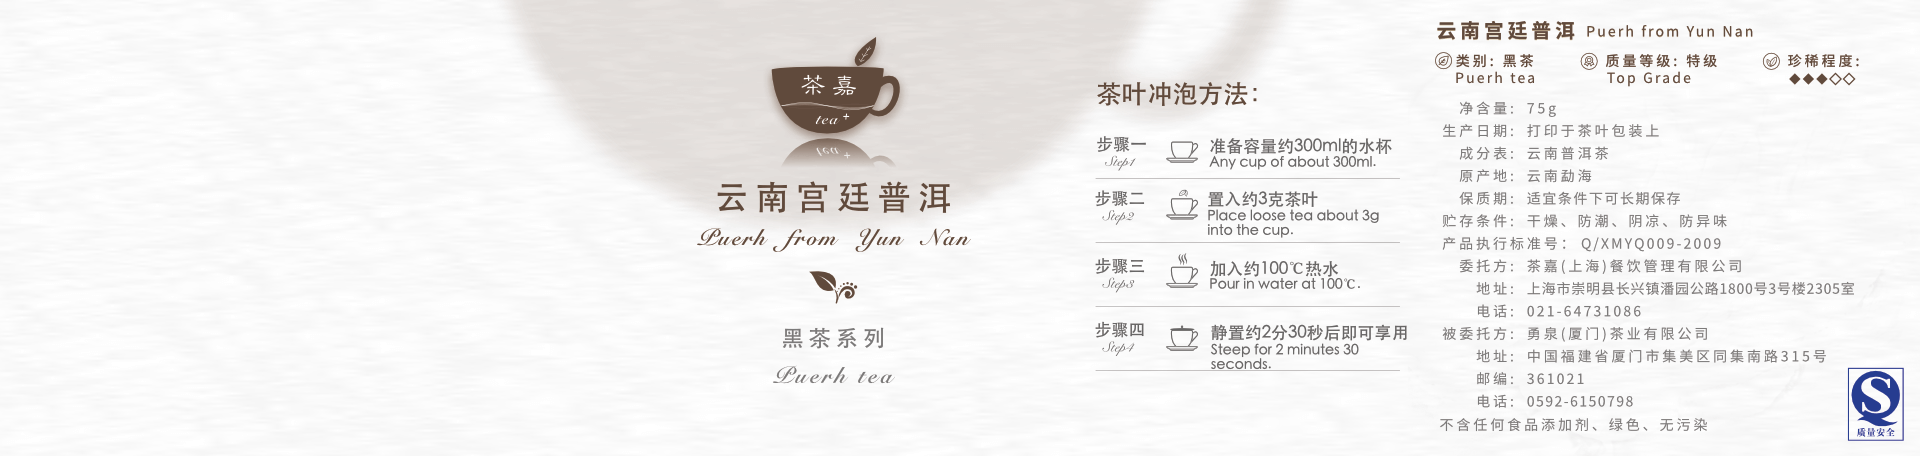 茶嘉
tea+
云南宫廷普洱
Puerh from Yun Nan
黑茶系列
Puerh tea
茶叶冲泡方法：
步骤一
Step1
准备容量约300ml的水杯
Any cup of about 300ml.
步骤二
Step2
置入约3克茶叶
Place loose tea about 3g
into the cup.
步骤三
Step3
加入约100℃热水
Pour in water at 100℃.
步骤四
Step4
静置约2分30秒后即可享用
Steep for 2 minutes 30
seconds.
云南宫廷普洱 Puerh from Yun Nan
类别: 黑茶
Puerh tea
质量等级: 特级
Top Grade
珍稀程度:
◆◆◆◇◇
净含量： 75g
生产日期： 打印于茶叶包装上
成分表： 云南普洱茶
原产地： 云南勐海
保质期： 适宜条件下可长期保存
贮存条件： 干燥、防潮、阴凉、防异味
产品执行标准号： Q/XMYQ009-2009
委托方： 茶嘉(上海)餐饮管理有限公司
地址： 上海市崇明县长兴镇潘园公路1800号3号楼2305室
电话： 021-64731086
被委托方： 勇泉(厦门)茶业有限公司
地址： 中国福建省厦门市集美区同集南路315号
邮编： 361021
电话： 0592-6150798
不含任何食品添加剂、绿色、无污染
质量安全